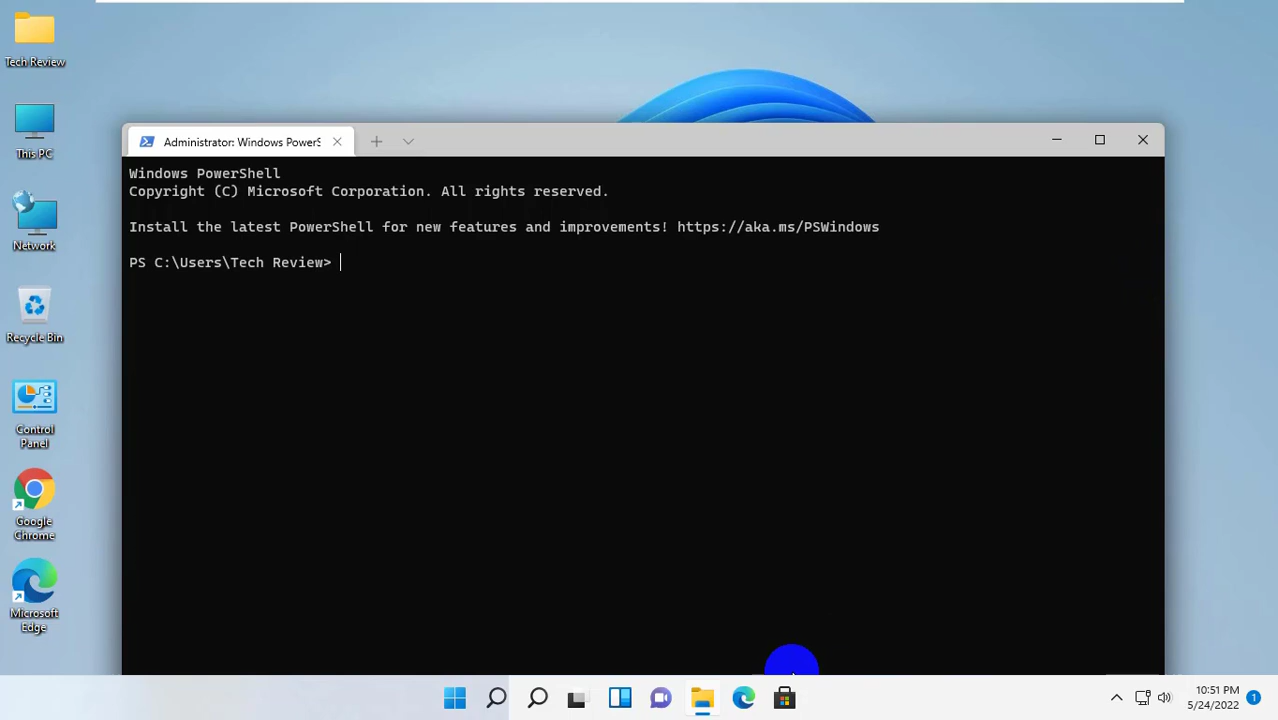 Tech Review
This PC
Network
Recycle Bin
Control
Panel
Google
Chrome
Microsoft
Edge
Administrator: Windows PowerS
Windows PowerShell
Copyright (C) Microsoft Corporation. All rights reserved.
Install the latest PowerShell for new features and improvements! https://aka.ms/PSWindows
PS C:\Users\Tech Review>
10:51 PM
5/24/2022
1